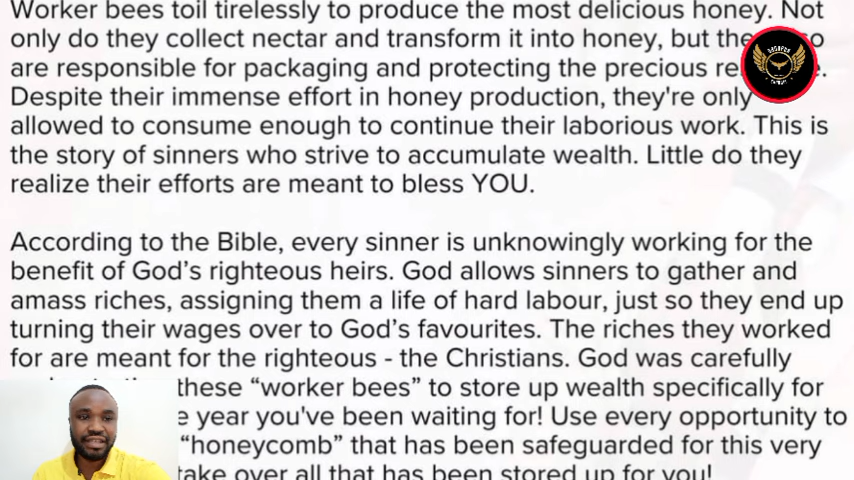 Worker bees toil tirelessly to produce the most delicious honey. Not
only do they collect nectar and transform it into honey, but
are responsible for packaging and protecting the precious
Despite their immense effort in honey production, they're only
allowed to consume enough to continue their laborious work. This is
the story of sinners who strive to accumulate wealth. Little do they
realize their efforts are meant to bless YOU.
According to the Bible, every sinner is unknowingly working for the
benefit of God’s righteous heirs. God allows sinners to gather and
amass riches, assigning them a life of hard labour, just so they end up
turning their wages over to God’s favourites. The riches they worked
for are meant for the righteous - the Christians. God was carefully
these “worker bees” to store up wealth specifically for
year you've been waiting for! Use every opportunity to
“honeycomb” that has been safeguarded for this very
take over all that has been stored up for you!